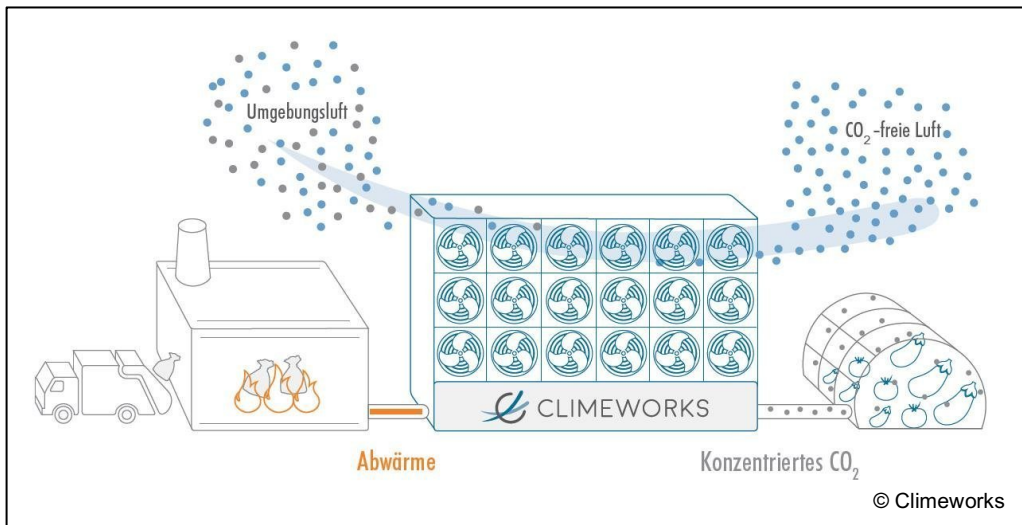 Umgebungsluft
CO₂-freie Luft
CLIMEWORKS
Abwärme
Konzentriertes CO₂
© Climeworks